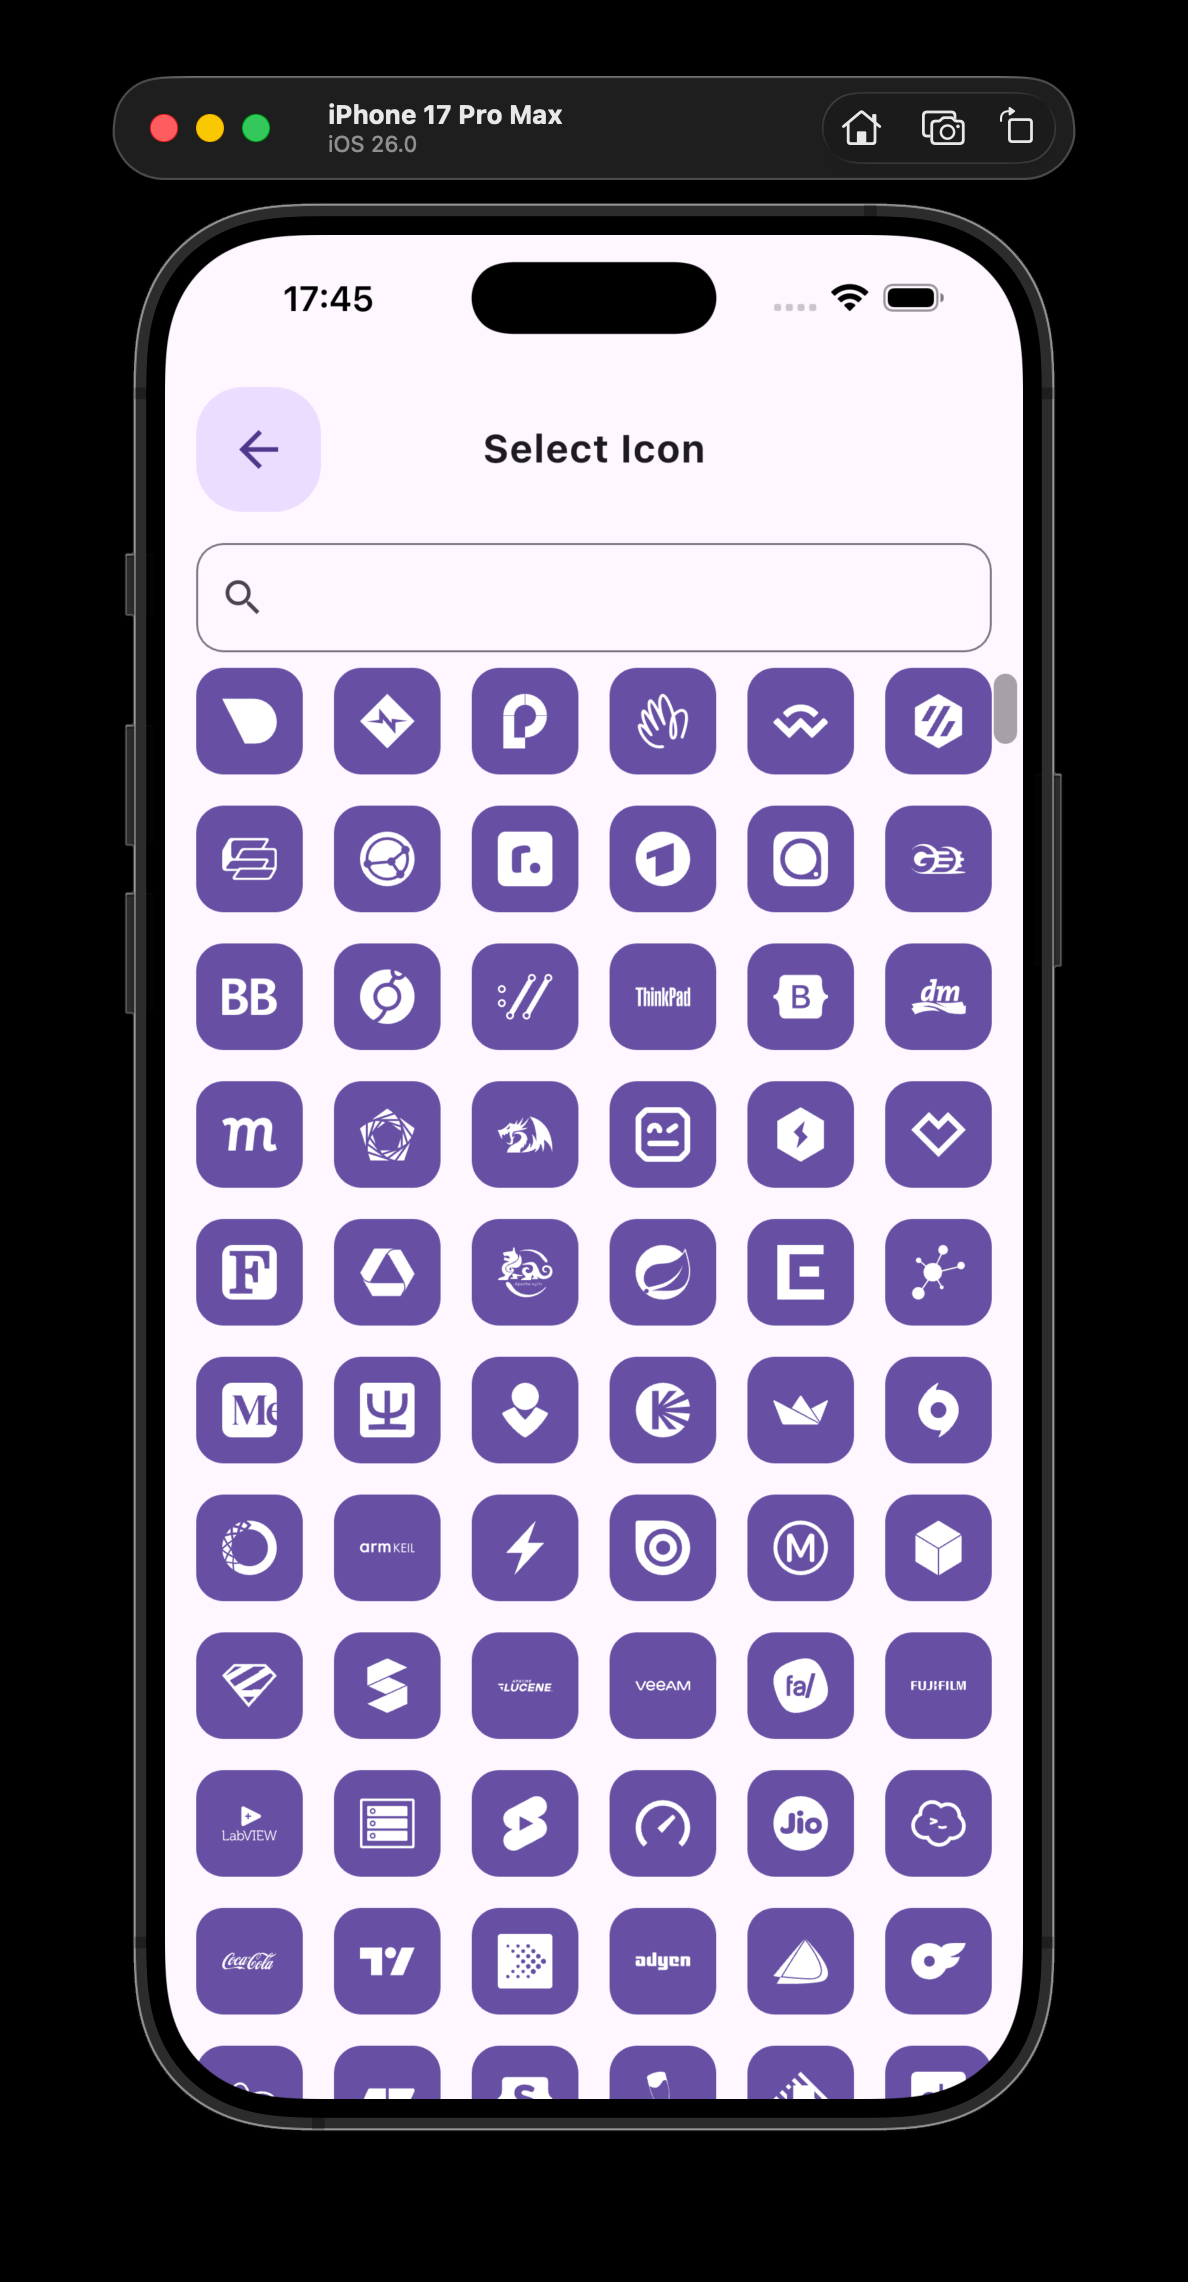 iPhone 17 Pro Max
iOS 26.0
17:45
Select Icon
BB
ThinkPad
B
dm
m
F
Me
arm KEIL
M
LUCENE
veeAM
fa/
FUJIFILM
LabVIEW
Jio
>_
Coca-Cola
adyen
S